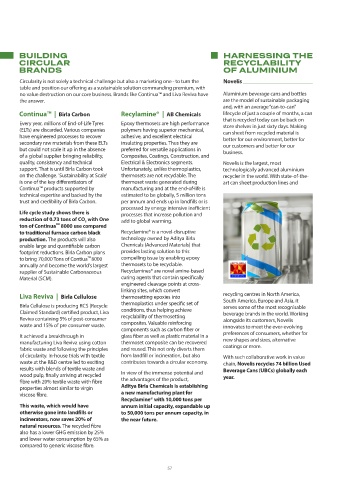 BUILDING
CIRCULAR
BRANDS
Circularity is not solely a technical challenge but also a marketing one - to turn the
table and position our offering as a sustainable solution commanding premium, with
no value destruction on our core business. Brands like Continua™ and Liva Reviva have
the answer.
Continua™ | Birla Carbon
Every year, millions of End-of-Life Tyres
(ELTs) are discarded. Various companies
have engineered processes to recover
secondary raw materials from these ELTs
but could not scale it up in the absence
of a global supplier bringing reliability,
quality, consistency and technical
support. That is until Birla Carbon took
on the challenge. 'Sustainability at Scale'
is one of the key differentiators of
Continua™ products supported by
technical expertise and backed by the
trust and credibility of Birla Carbon.
Life cycle study shows there is
reduction of 0.73 tons of CO₂ with One
ton of Continua™ 8000 use compared
to traditional furnace carbon black
production. The products will also
enable large and quantifiable carbon
footprint reductions. Birla Carbon plans
to bring 70,000 Tons of Continua™ 8000
annually and become the world's largest
supplier of Sustainable Carbonaceous
Material (SCM).
Liva Reviva | Birla Cellulose
Birla Cellulose is producing RCS (Recycle
Claimed Standard) certified product, Liva
Reviva containing 5% of post-consumer
waste and 15% of pre-consumer waste.
It achieved a breakthrough in
manufacturing Liva Reviva using cotton
fabric waste and following the principles
of circularity. In-house trials with textile
waste at the R&D centre led to exciting
results with blends of textile waste and
wood pulp, finally arriving at recycled
fibre with 20% textile waste with fibre
properties almost similar to virgin
viscose fibre.
This waste, which would have
otherwise gone into landfills or
incinerators, now saves 20% of
natural resources. The recycled fibre
also has a lower GHG emission by 25%
and lower water consumption by 65% as
compared to generic viscose fibre.
Recyclamine® | AB Chemicals
Epoxy thermosets are high performance
polymers having superior mechanical,
adhesive, and excellent electrical
insulating properties. Thus they are
preferred for versatile applications in
Composites, Coatings, Construction, and
Electrical & Electronics segments.
Unfortunately, unlike thermoplastics,
thermosets are not recyclable. The
thermoset waste generated during
manufacturing and at the end-of-life is
estimated to be globally, 5 million tons
per annum and ends up in landfills or is
processed by energy intensive inefficient
processes that increase pollution and
add to global warming.
Recyclamine® is a novel-disruptive
technology owned by Aditya Birla
Chemicals (Advanced Materials) that
provides lasting solution to this
compelling issue by enabling epoxy
thermosets to be recyclable.
Recyclamines® are novel amine based
curing agents that contain specifically
engineered cleavage points at cross-
linking sites, which convert
thermosetting epoxies into
thermoplastics under specific set of
conditions, thus helping achieve
recyclability of thermosetting
composites. Valuable reinforcing
components such as carbon fiber or
glass fiber as well as plastic material in a
thermoset composite can be recovered
and reused. This not only diverts them
from landfill or incineration, but also
contributes towards a circular economy.
In view of the immense potential and
the advantages of the product,
Aditya Birla Chemicals is establishing
a new manufacturing plant for
Recyclamine® with 10,000 tons per
annum initial capacity, expandable up
to 50,000 tons per annum capacity, in
the near future.
HARNESSING THE
RECYCLABILITY
OF ALUMINIUM
Novelis
Aluminium beverage cans and bottles
are the model of sustainable packaging
and, with an average "can-to-can"
lifecycle of just a couple of months, a can
that is recycled today can be back on
store shelves in just sixty days. Making
can sheet from recycled material is
better for our environment, better for
our customers and better for our
business.
Novelis is the largest, most
technologically advanced aluminium
recycler in the world. With state-of-the
art can sheet production lines and
recycling centres in North America,
South America, Europe and Asia, it
serves some of the most recognisable
beverage brands in the world. Working
alongside its customers, Novelis
innovates to meet the ever-evolving
preferences of consumers, whether for
new shapes and sizes, alternative
coatings or more.
With such collaborative work in value
chain, Novelis recycles 74 billion Used
Beverage Cans (UBCs) globally each
year.
57